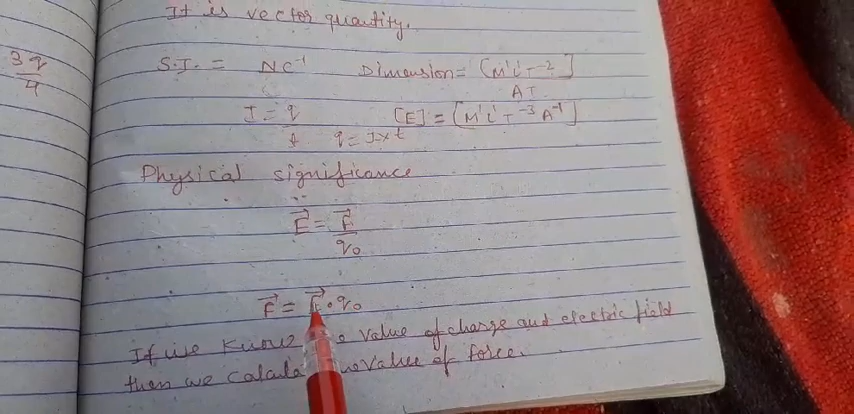 It is vector quantity.
3q
4
S.I. = NC⁻¹ Dimension = [M¹L¹T⁻²]
AT
I = q
t q = I×t [E] = [M¹L¹T⁻³A⁻¹]
Physical significance
E⃗ = F⃗
q₀
F⃗ = E⃗ . q₀
If we know value of charge and electric field
then we value of force.